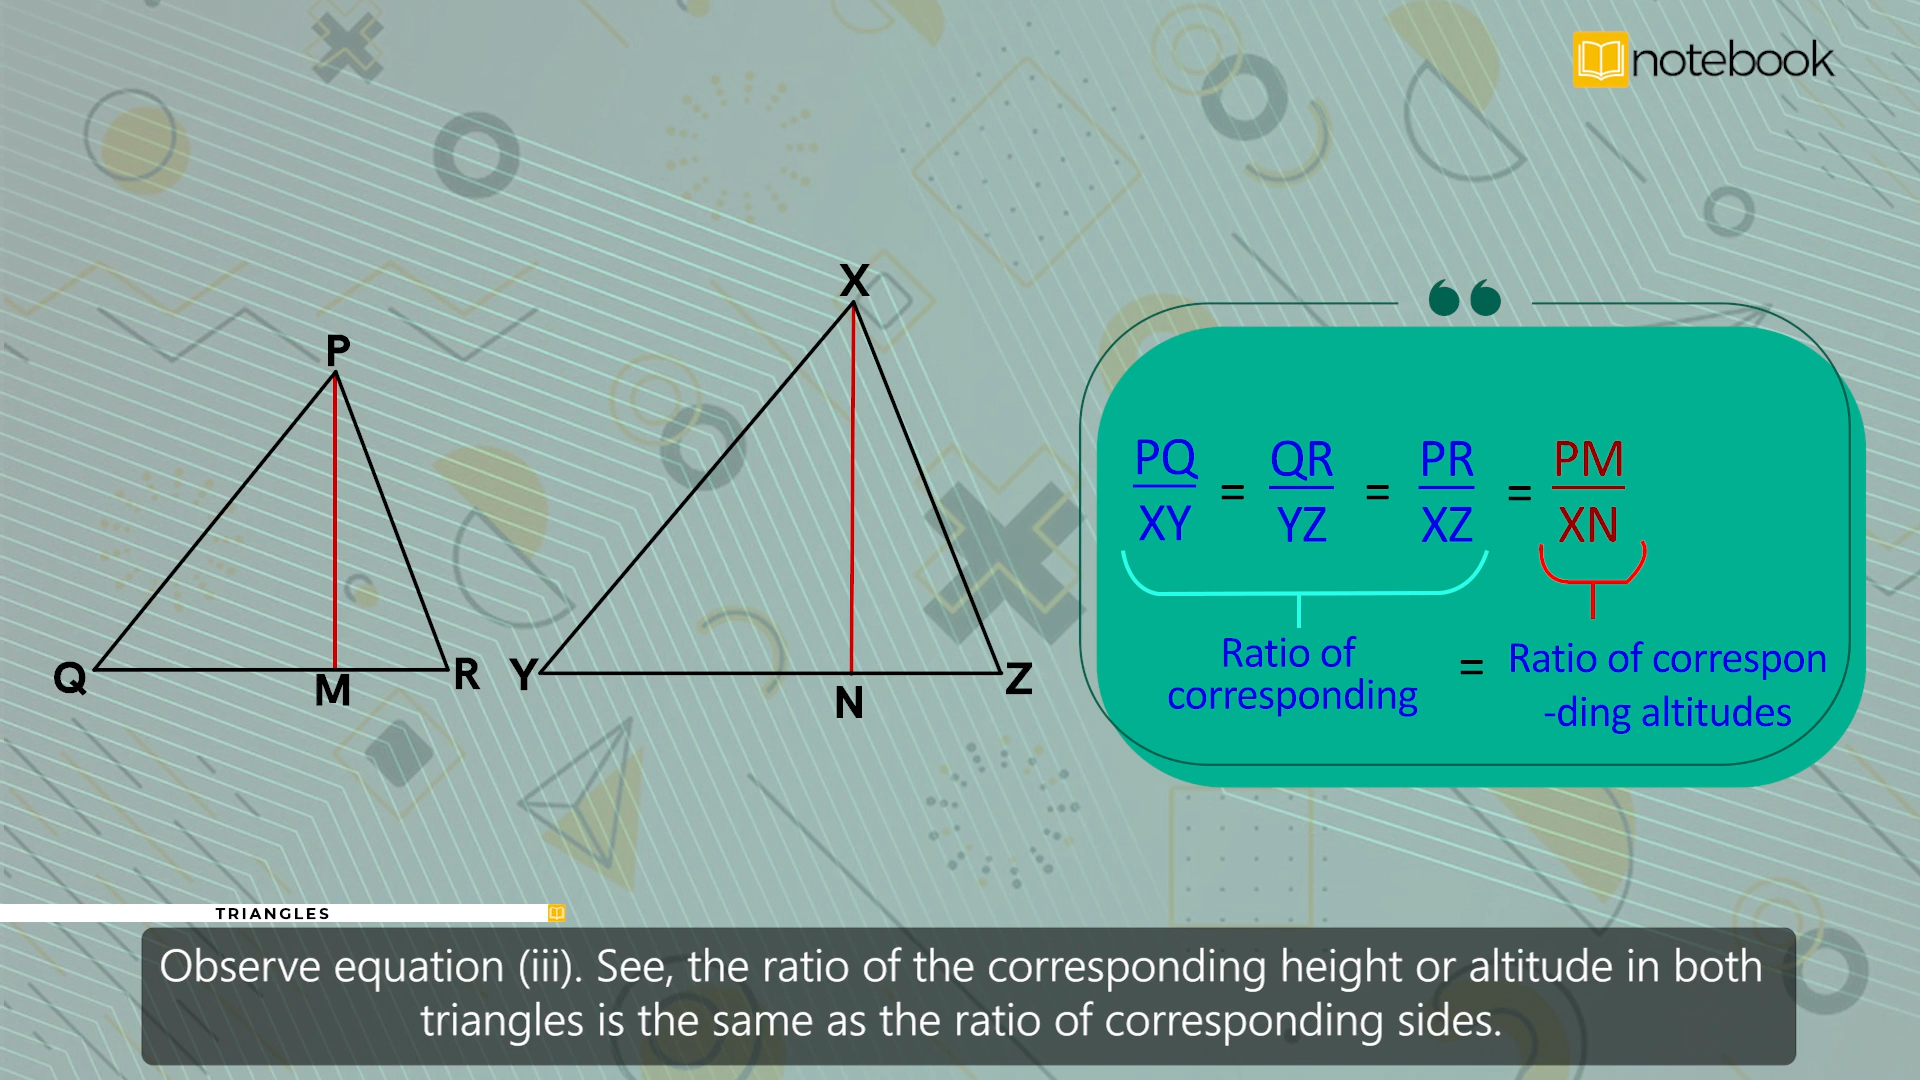 notebook
X
P
Q
M
R
Y
N
Z
PQ/XY = QR/YZ = PR/XZ = PM/XN
Ratio of
corresponding
=
Ratio of correspon
-ding altitudes
TRIANGLES
Observe equation (iii). See, the ratio of the corresponding height or altitude in both
triangles is the same as the ratio of corresponding sides.